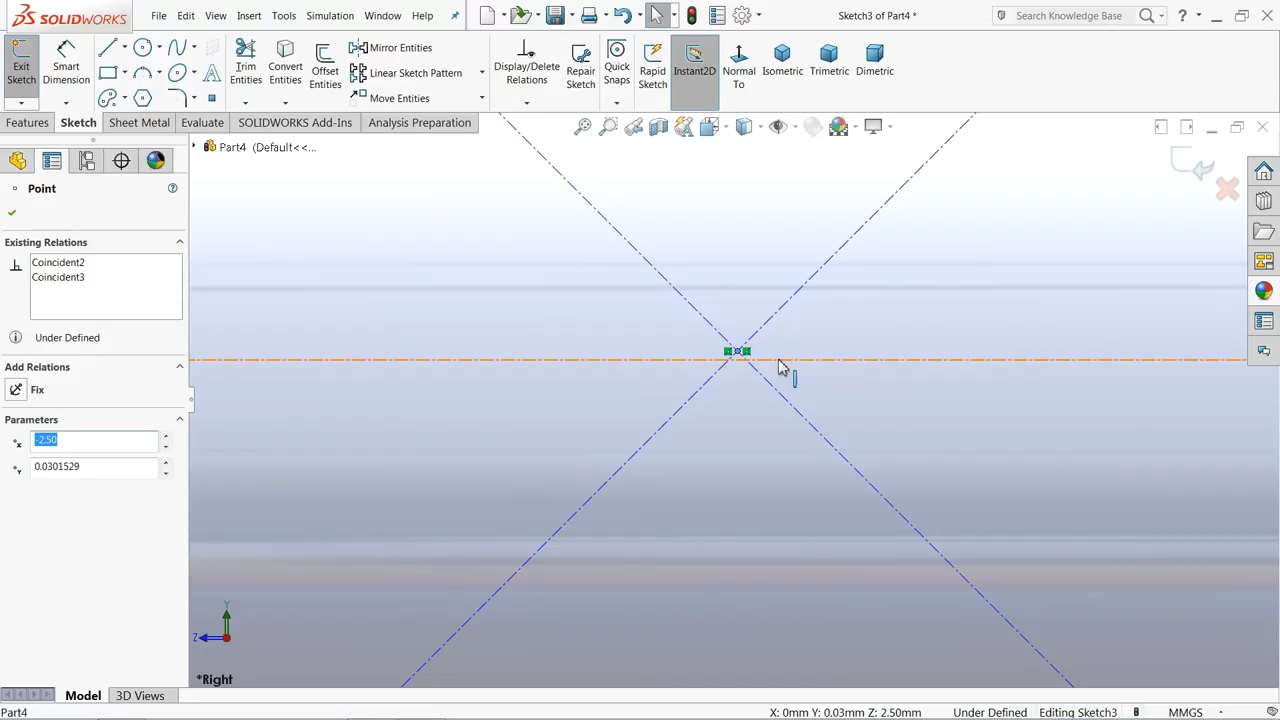 SOLIDWORKS
File Edit View Insert Tools Simulation Window Help
Sketch3 of Part4 *
Search Knowledge Base
?
Exit Sketch
Smart Dimension
Trim Entities
Convert Entities
Offset Entities
Mirror Entities
Linear Sketch Pattern
Move Entities
Display/Delete Relations
Repair Sketch
Quick Snaps
Rapid Sketch
Instant2D
Normal To
Isometric
Trimetric
Dimetric
Features Sketch Sheet Metal Evaluate SOLIDWORKS Add-Ins Analysis Preparation
Part4 (Default<<...
Point
Existing Relations
Coincident2
Coincident3
Under Defined
Add Relations
Fix
Parameters
-2.50
0.0301529
Y
Z
*Right
Model 3D Views
Part4
X: 0mm Y: 0.03mm Z: 2.50mm Under Defined Editing Sketch3 MMGS